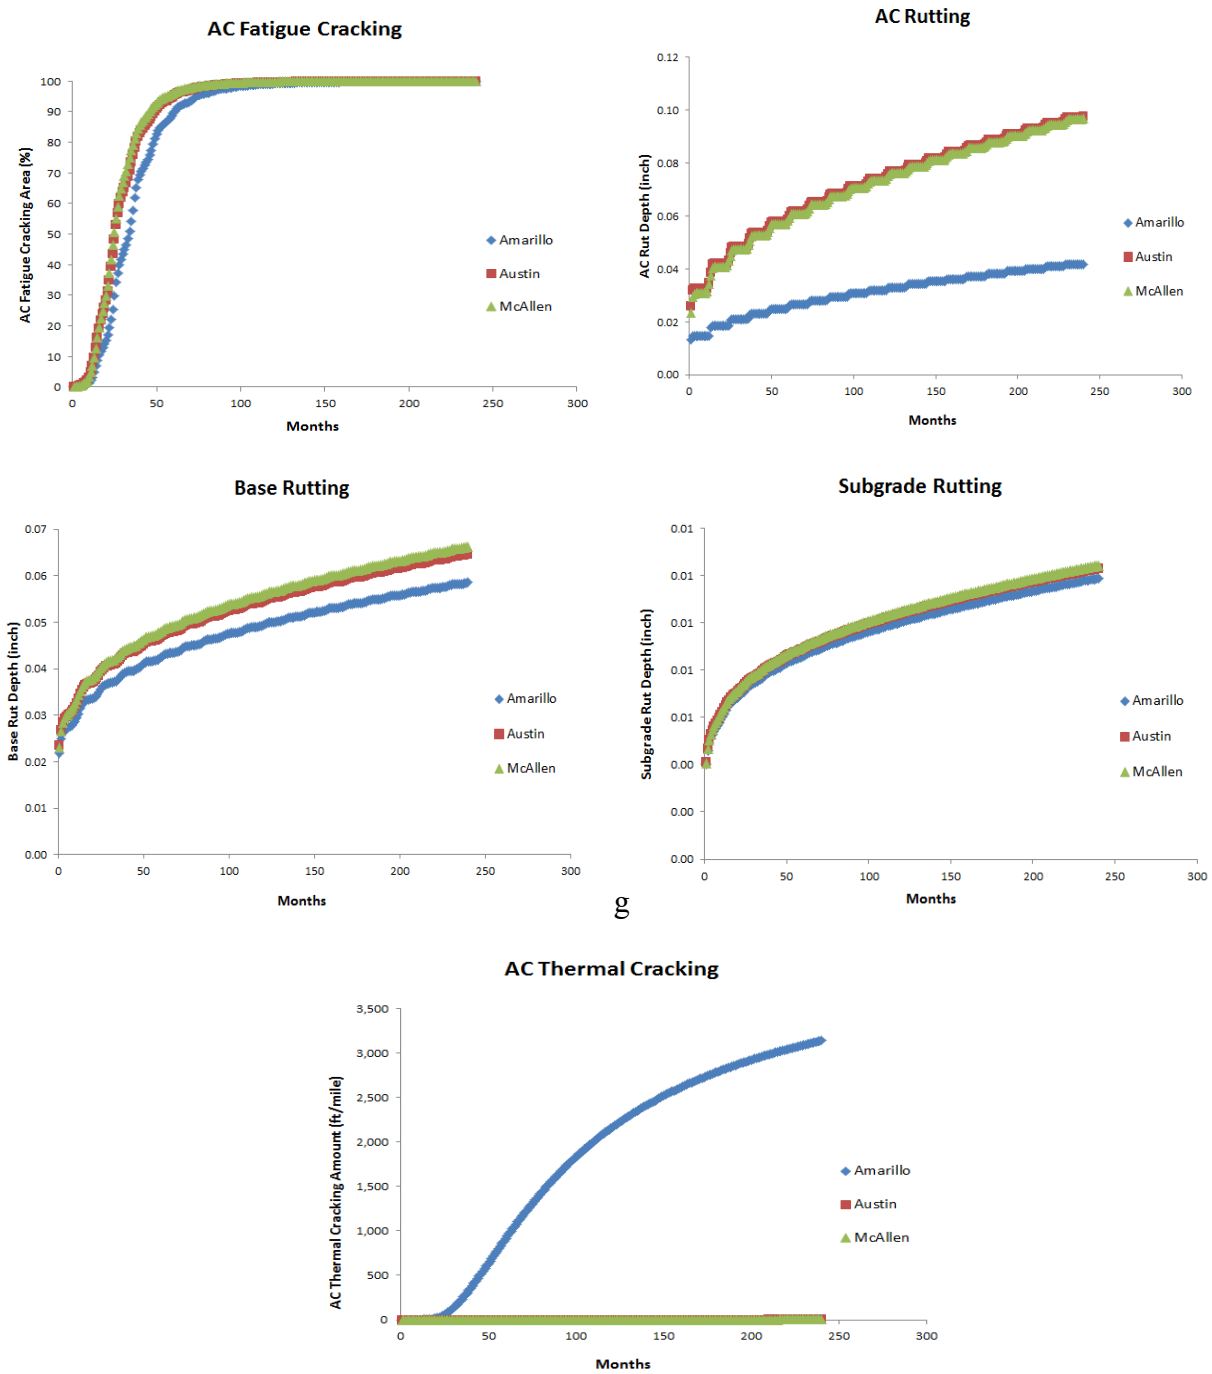 AC Fatigue Cracking
100
90
80
70
60
50
40
30
20
10
0
0 50 100 150 200 250 300
AC Fatigue Cracking Area (%)
Months
Amarillo
Austin
McAllen
AC Rutting
0.12
0.10
0.08
0.06
0.04
0.02
0.00
0 50 100 150 200 250 300
AC Rut Depth (inch)
Months
Amarillo
Austin
McAllen
Base Rutting
0.07
0.06
0.05
0.04
0.03
0.02
0.01
0.00
0 50 100 150 200 250 300
Base Rut Depth (inch)
Months
Amarillo
Austin
McAllen
Subgrade Rutting
0.01
0.01
0.01
0.01
0.01
0.00
0.00
0.00
0 50 100 150 200 250 300
Subgrade Rut Depth (inch)
Months
Amarillo
Austin
McAllen
g
AC Thermal Cracking
3,500
3,000
2,500
2,000
1,500
1,000
500
0
0 50 100 150 200 250 300
AC Thermal Cracking Amount (ft/mile)
Months
Amarillo
Austin
McAllen